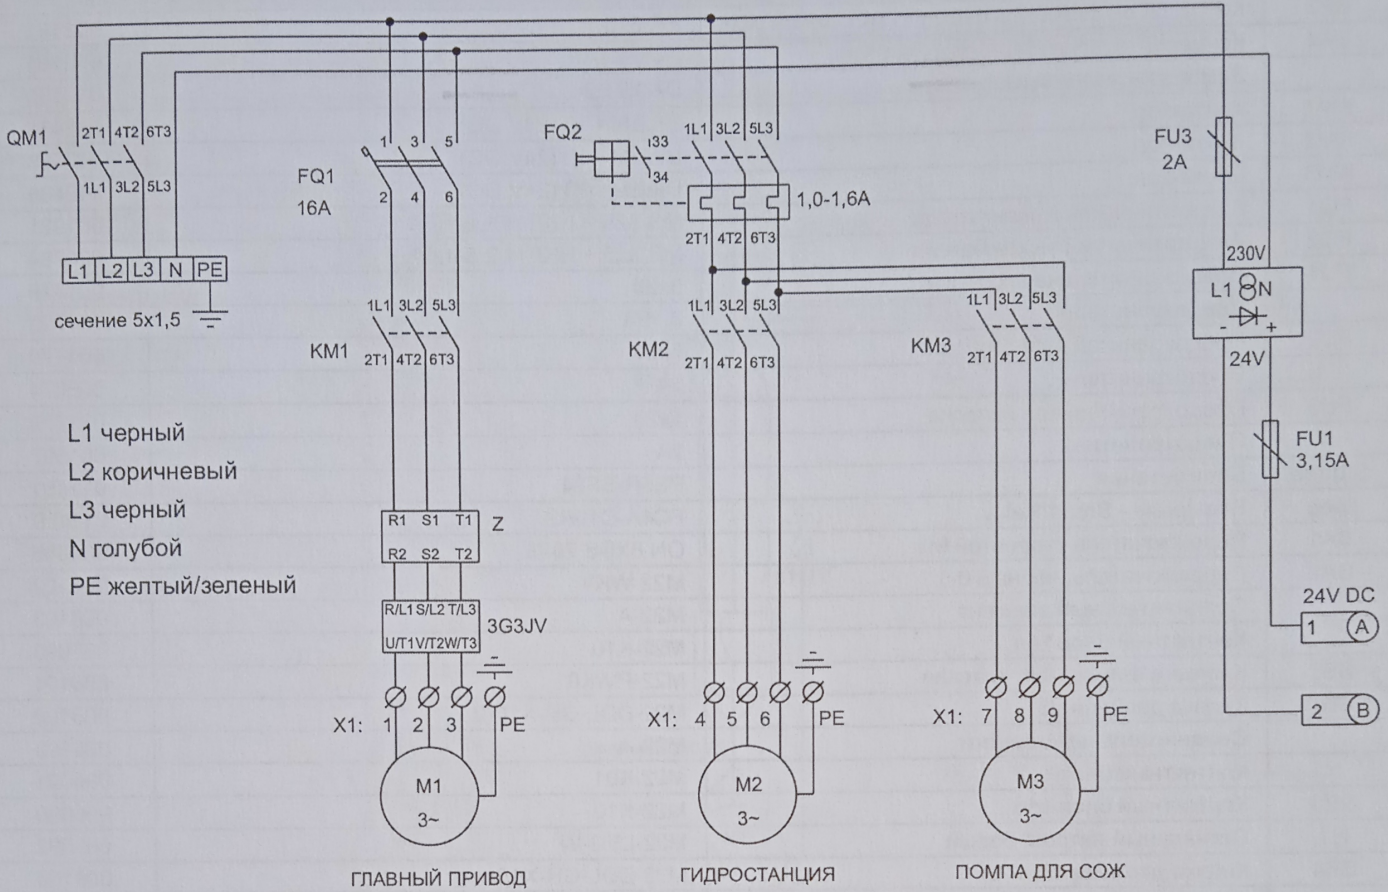 QM1
2T1 4T2 6T3
1L1 3L2 5L3
L1 L2 L3 N PE
сечение 5x1,5
L1 черный
L2 коричневый
L3 черный
N голубой
PE желтый/зеленый
FQ1
16A
1 3 5
2 4 6
KM1
1L1 3L2 5L3
2T1 4T2 6T3
R1 S1 T1
Z
R2 S2 T2
R/L1 S/L2 T/L3
3G3JV
U/T1 V/T2 W/T3
X1: 1 2 3 PE
M1
3~
ГЛАВНЫЙ ПРИВОД
FQ2
33
34
1L1 3L2 5L3
1,0-1,6A
2T1 4T2 6T3
KM2
1L1 3L2 5L3
2T1 4T2 6T3
X1: 4 5 6 PE
M2
3~
ГИДРОСТАНЦИЯ
KM3
1L1 3L2 5L3
2T1 4T2 6T3
X1: 7 8 9 PE
M3
3~
ПОМПА ДЛЯ СОЖ
FU3
2A
230V
L1 N
- +
24V
FU1
3,15A
24V DC
1 A
2 B